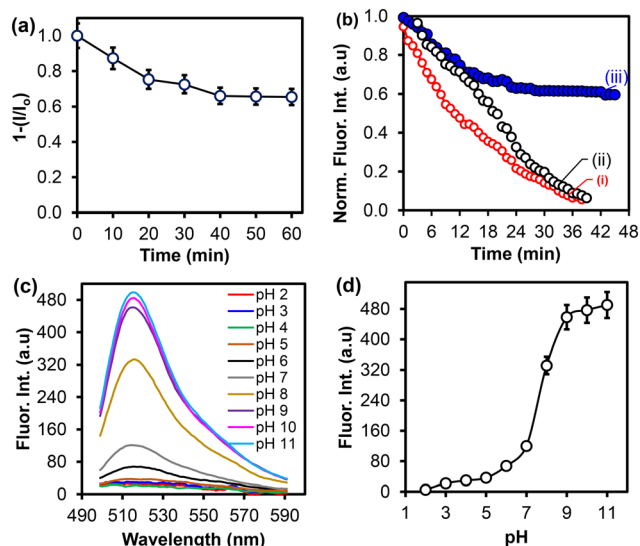 (a)
1.0
0.8
0.6
0.4
0.2
0.0
1-(I/I₀)
0 10 20 30 40 50 60
Time (min)
(b)
1.0
0.8
0.6
0.4
0.2
0.0
Norm. Fluor. Int. (a.u)
(iii)
(ii)
(i)
0 6 12 18 24 30 36 42 48
Time (min)
(c)
480
400
320
240
160
80
0
Fluor. Int. (a.u)
pH 2
pH 3
pH 4
pH 5
pH 6
pH 7
pH 8
pH 9
pH 10
pH 11
490 510 530 550 570 590
Wavelength (nm)
(d)
480
400
320
240
160
80
0
Fluor. Int. (a.u)
1 3 5 7 9 11
pH